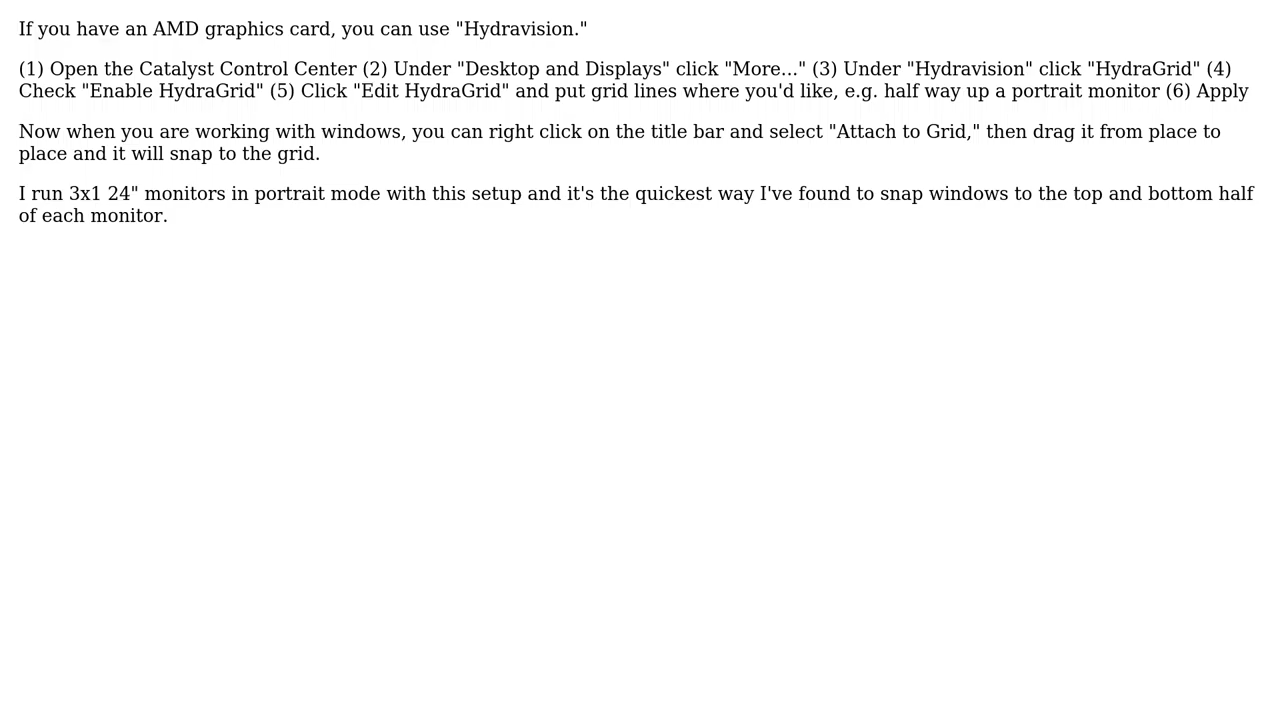 If you have an AMD graphics card, you can use "Hydravision."
(1) Open the Catalyst Control Center (2) Under "Desktop and Displays" click "More..." (3) Under "Hydravision" click "HydraGrid" (4)
Check "Enable HydraGrid" (5) Click "Edit HydraGrid" and put grid lines where you'd like, e.g. half way up a portrait monitor (6) Apply
Now when you are working with windows, you can right click on the title bar and select "Attach to Grid," then drag it from place to
place and it will snap to the grid.
I run 3x1 24" monitors in portrait mode with this setup and it's the quickest way I've found to snap windows to the top and bottom half
of each monitor.